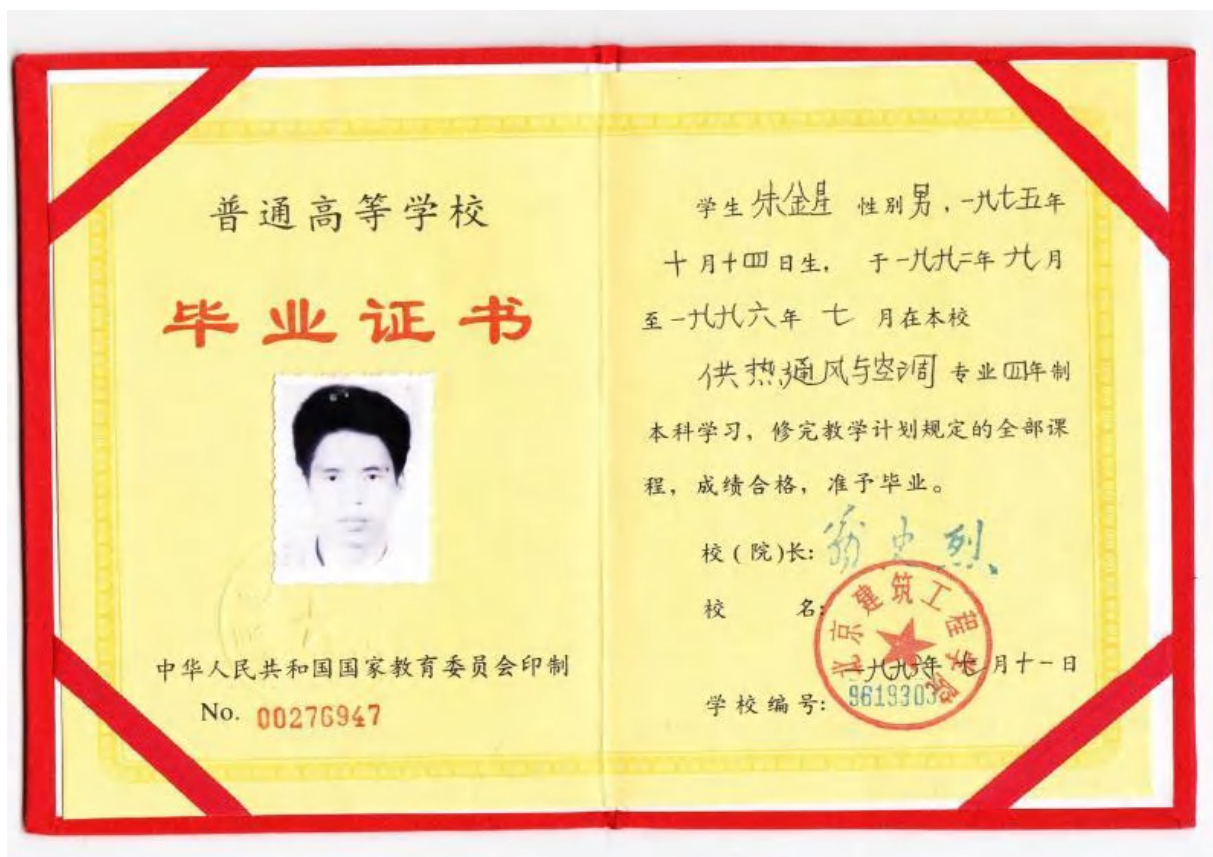 普通高等学校
毕业证书
中华人民共和国国家教育委员会印制
No. 00276947
学生 朱金星 性别男，一九七五年
十月十四日生， 于一九九二年九月
至一九九六年 七 月在本校
供热通风与空调 专业四年制
本科学习，修完教学计划规定的全部课
程，成绩合格，准予毕业。
校(院)长:
校 名:
北京建筑工程学院
一九九六年 七月十一日
学校编号: 9619303